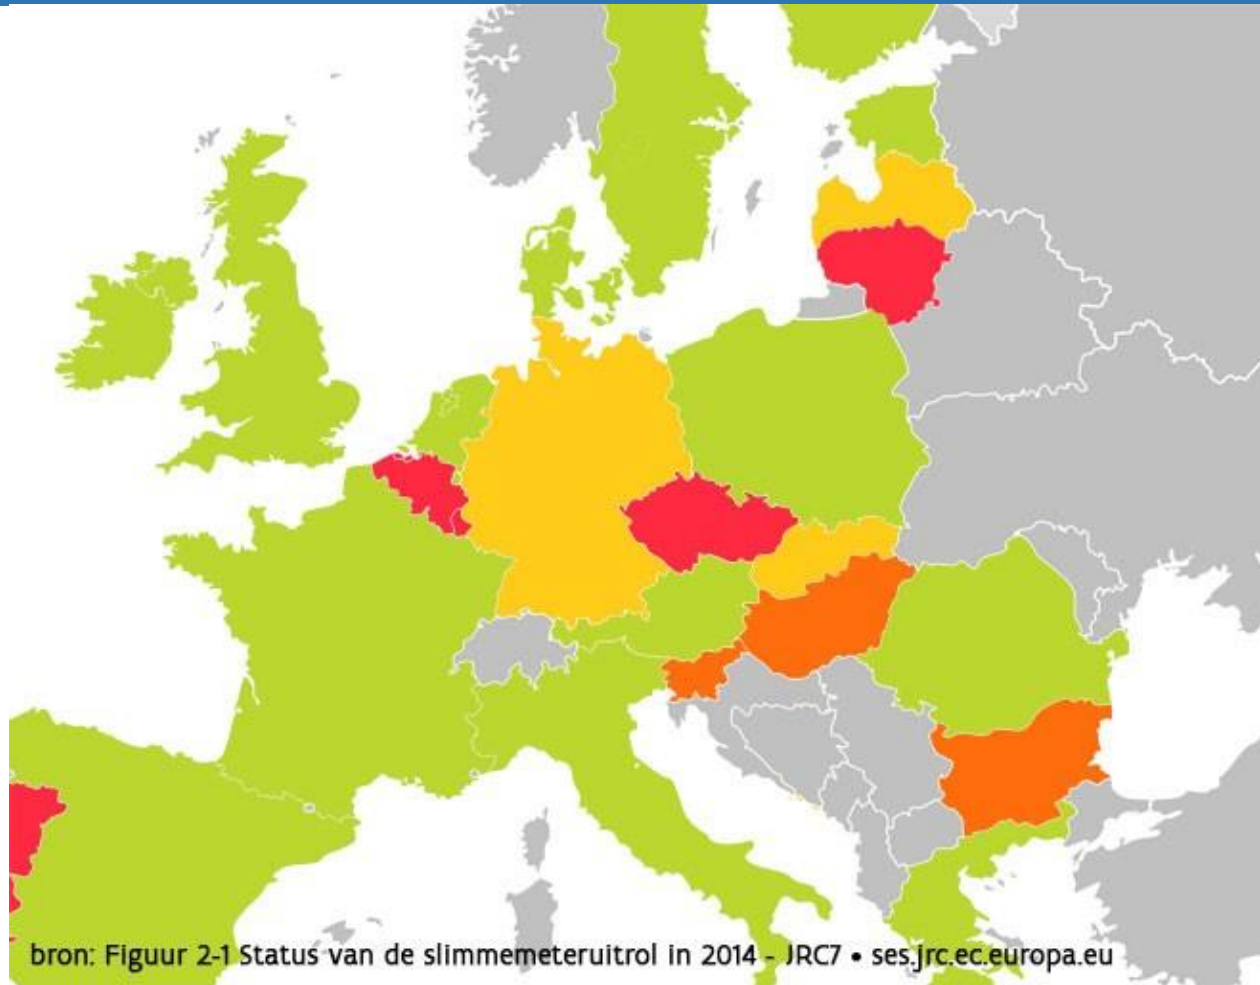 bron: Figuur 2-1 Status van de slimmemeteruitrol in 2014 - JRC7 • ses.jrc.ec.europa.eu